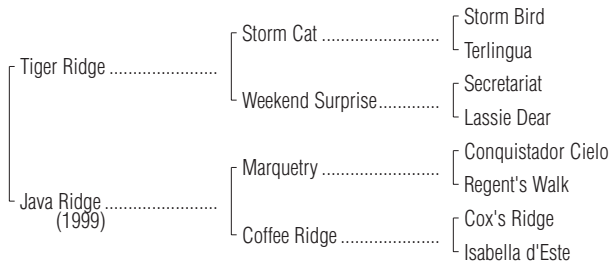 Storm Bird
Storm Cat ......................
Terlingua
Tiger Ridge ....................
Secretariat
Weekend Surprise.............
Lassie Dear
Conquistador Cielo
Marquetry ......................
Regent's Walk
Java Ridge .....................
(1999)
Cox's Ridge
Coffee Ridge ...................
Isabella d'Este